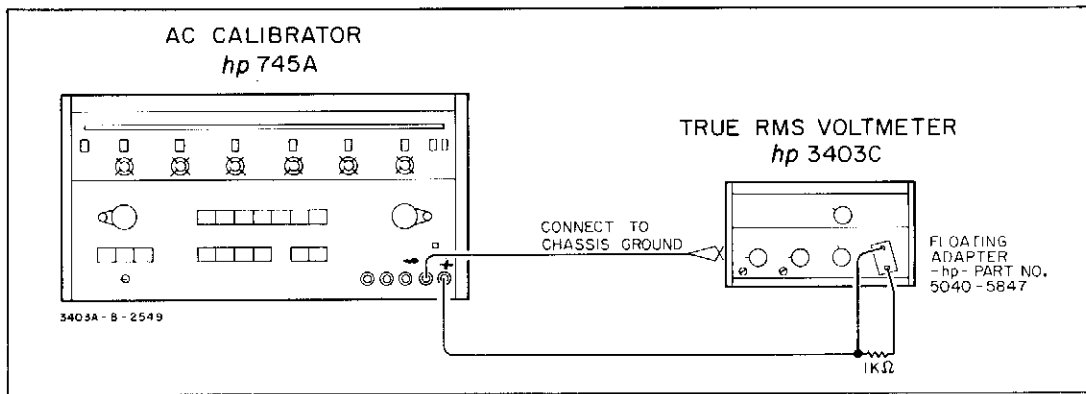 AC CALIBRATOR
hp 745A
TRUE RMS VOLTMETER
hp 3403C
CONNECT TO
CHASSIS GROUND
FLOATING
ADAPTER
-hp- PART NO.
5040-5847
3403A-B-2549
1KΩ